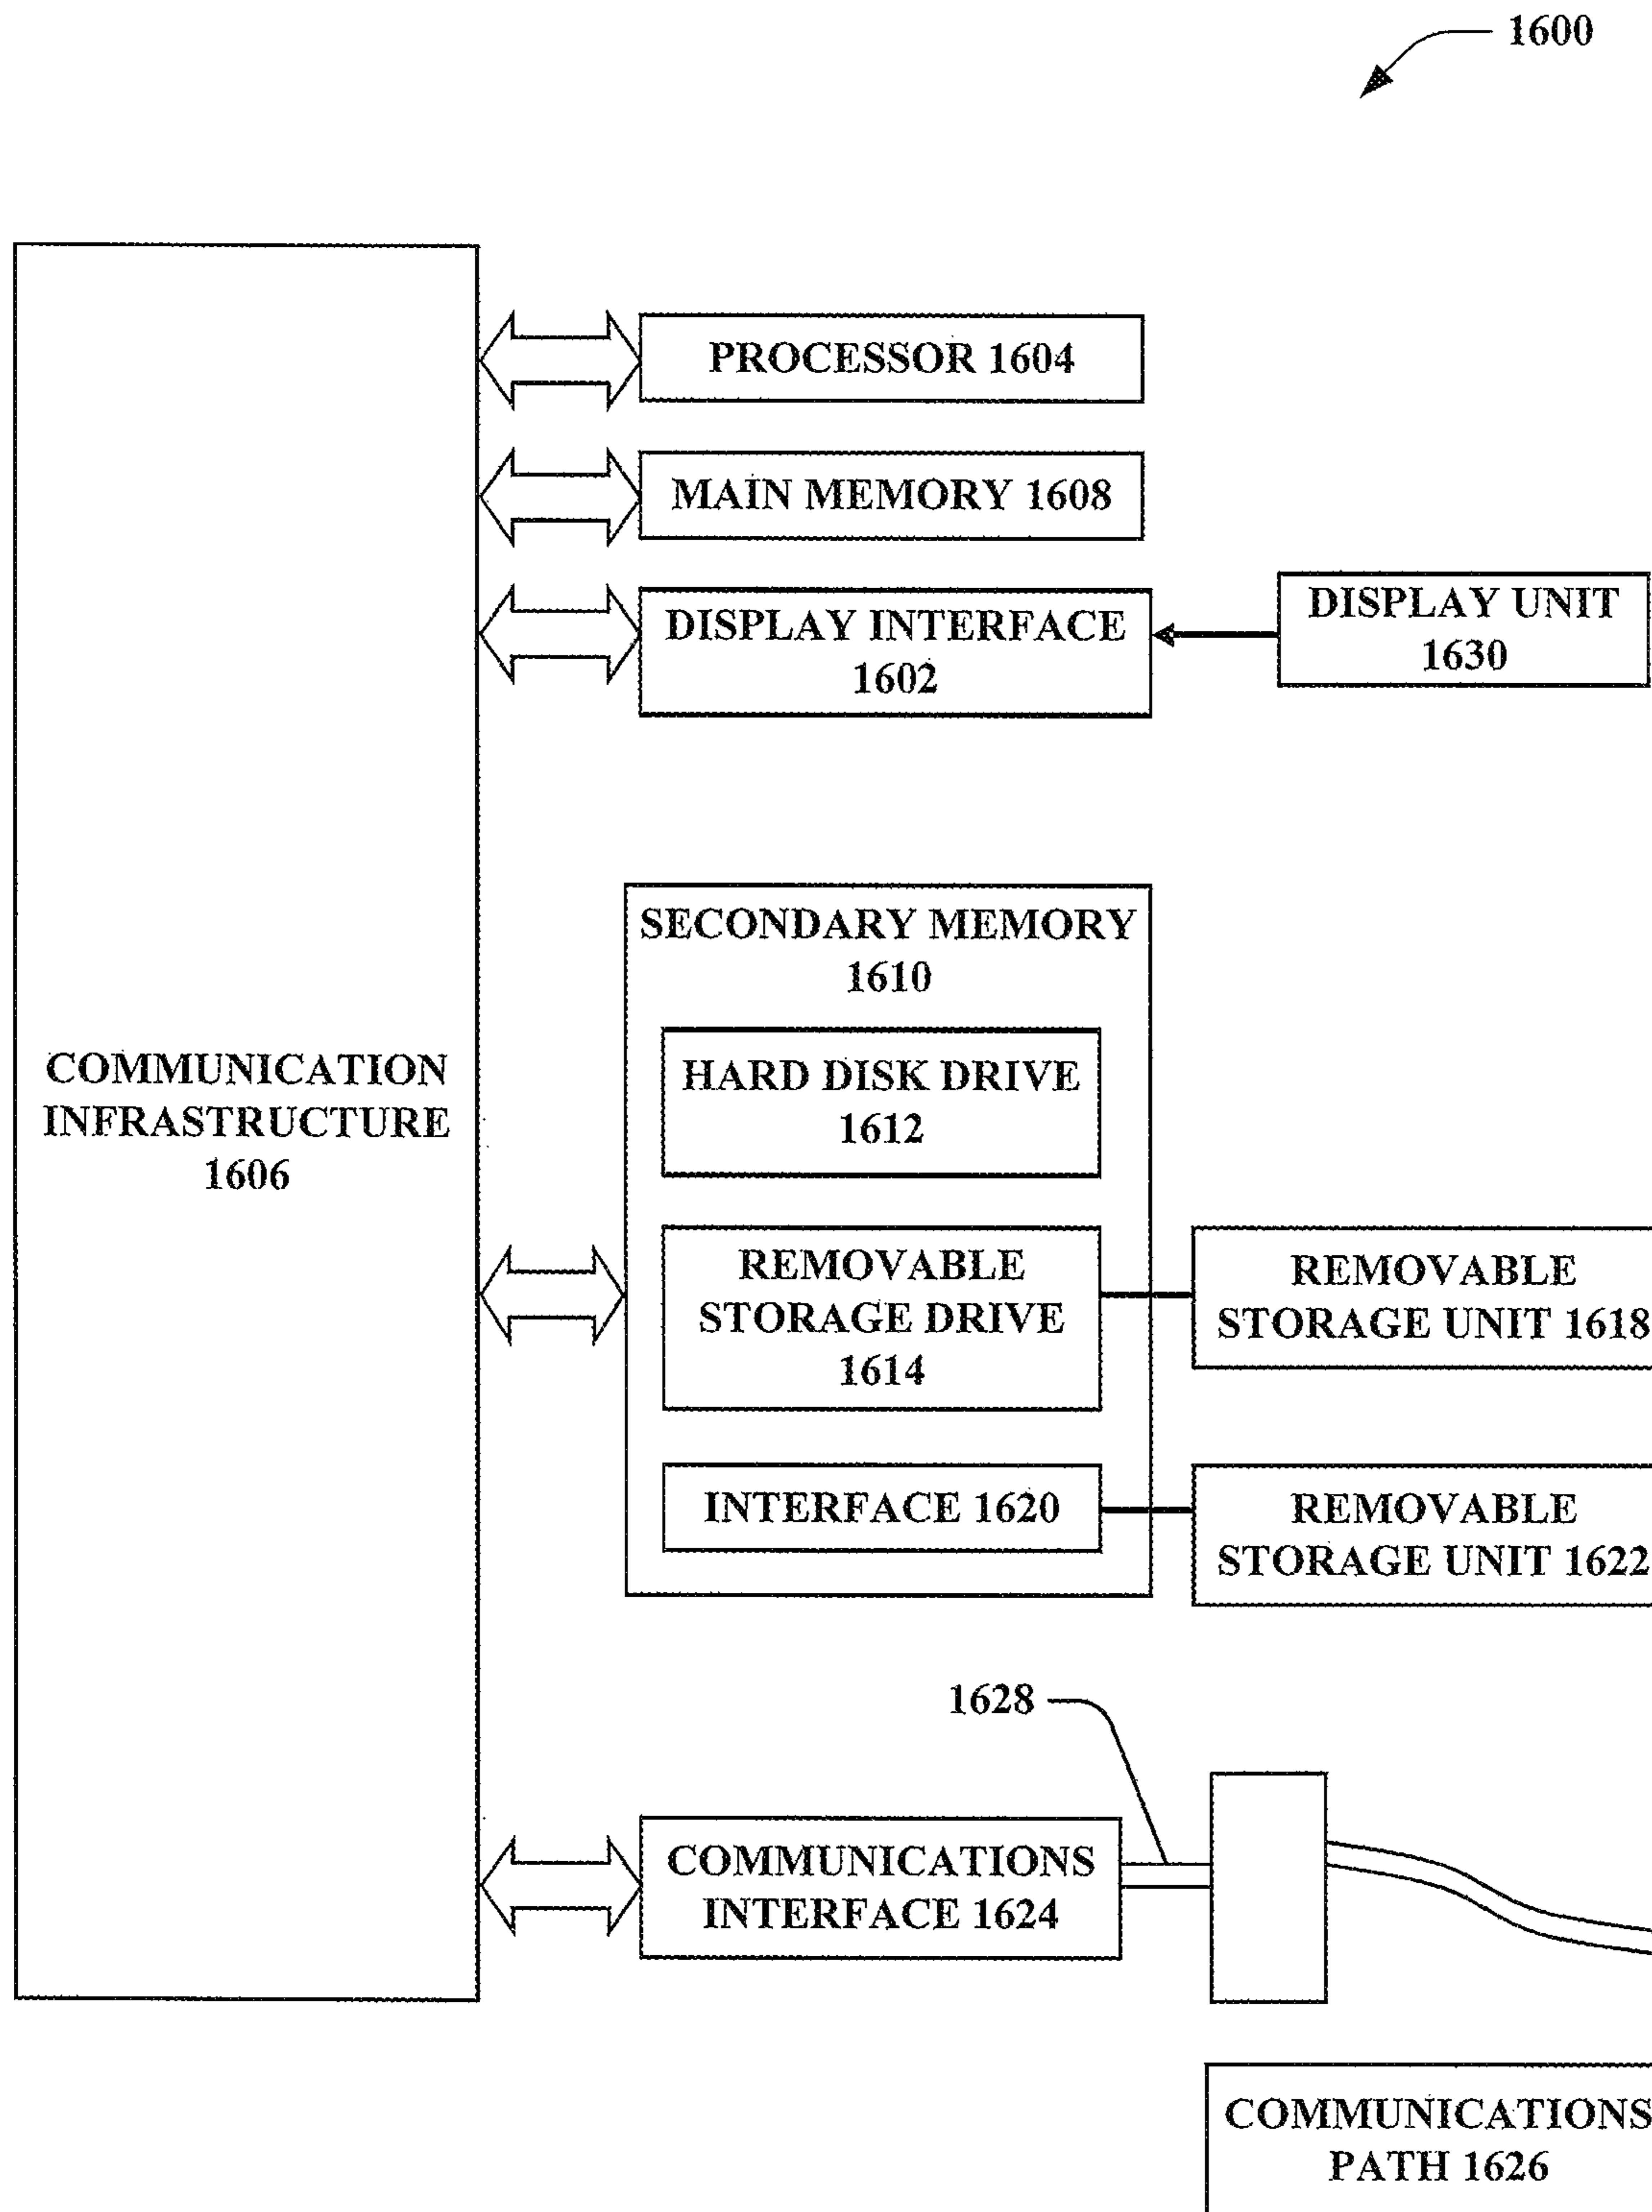 1600
PROCESSOR 1604
MAIN MEMORY 1608
DISPLAY INTERFACE
1602
DISPLAY UNIT
1630
SECONDARY MEMORY
1610
HARD DISK DRIVE
1612
COMMUNICATION
INFRASTRUCTURE
1606
REMOVABLE
STORAGE DRIVE
1614
REMOVABLE
STORAGE UNIT 1618
INTERFACE 1620
REMOVABLE
STORAGE UNIT 1622
1628
COMMUNICATIONS
INTERFACE 1624
COMMUNICATIONS
PATH 1626